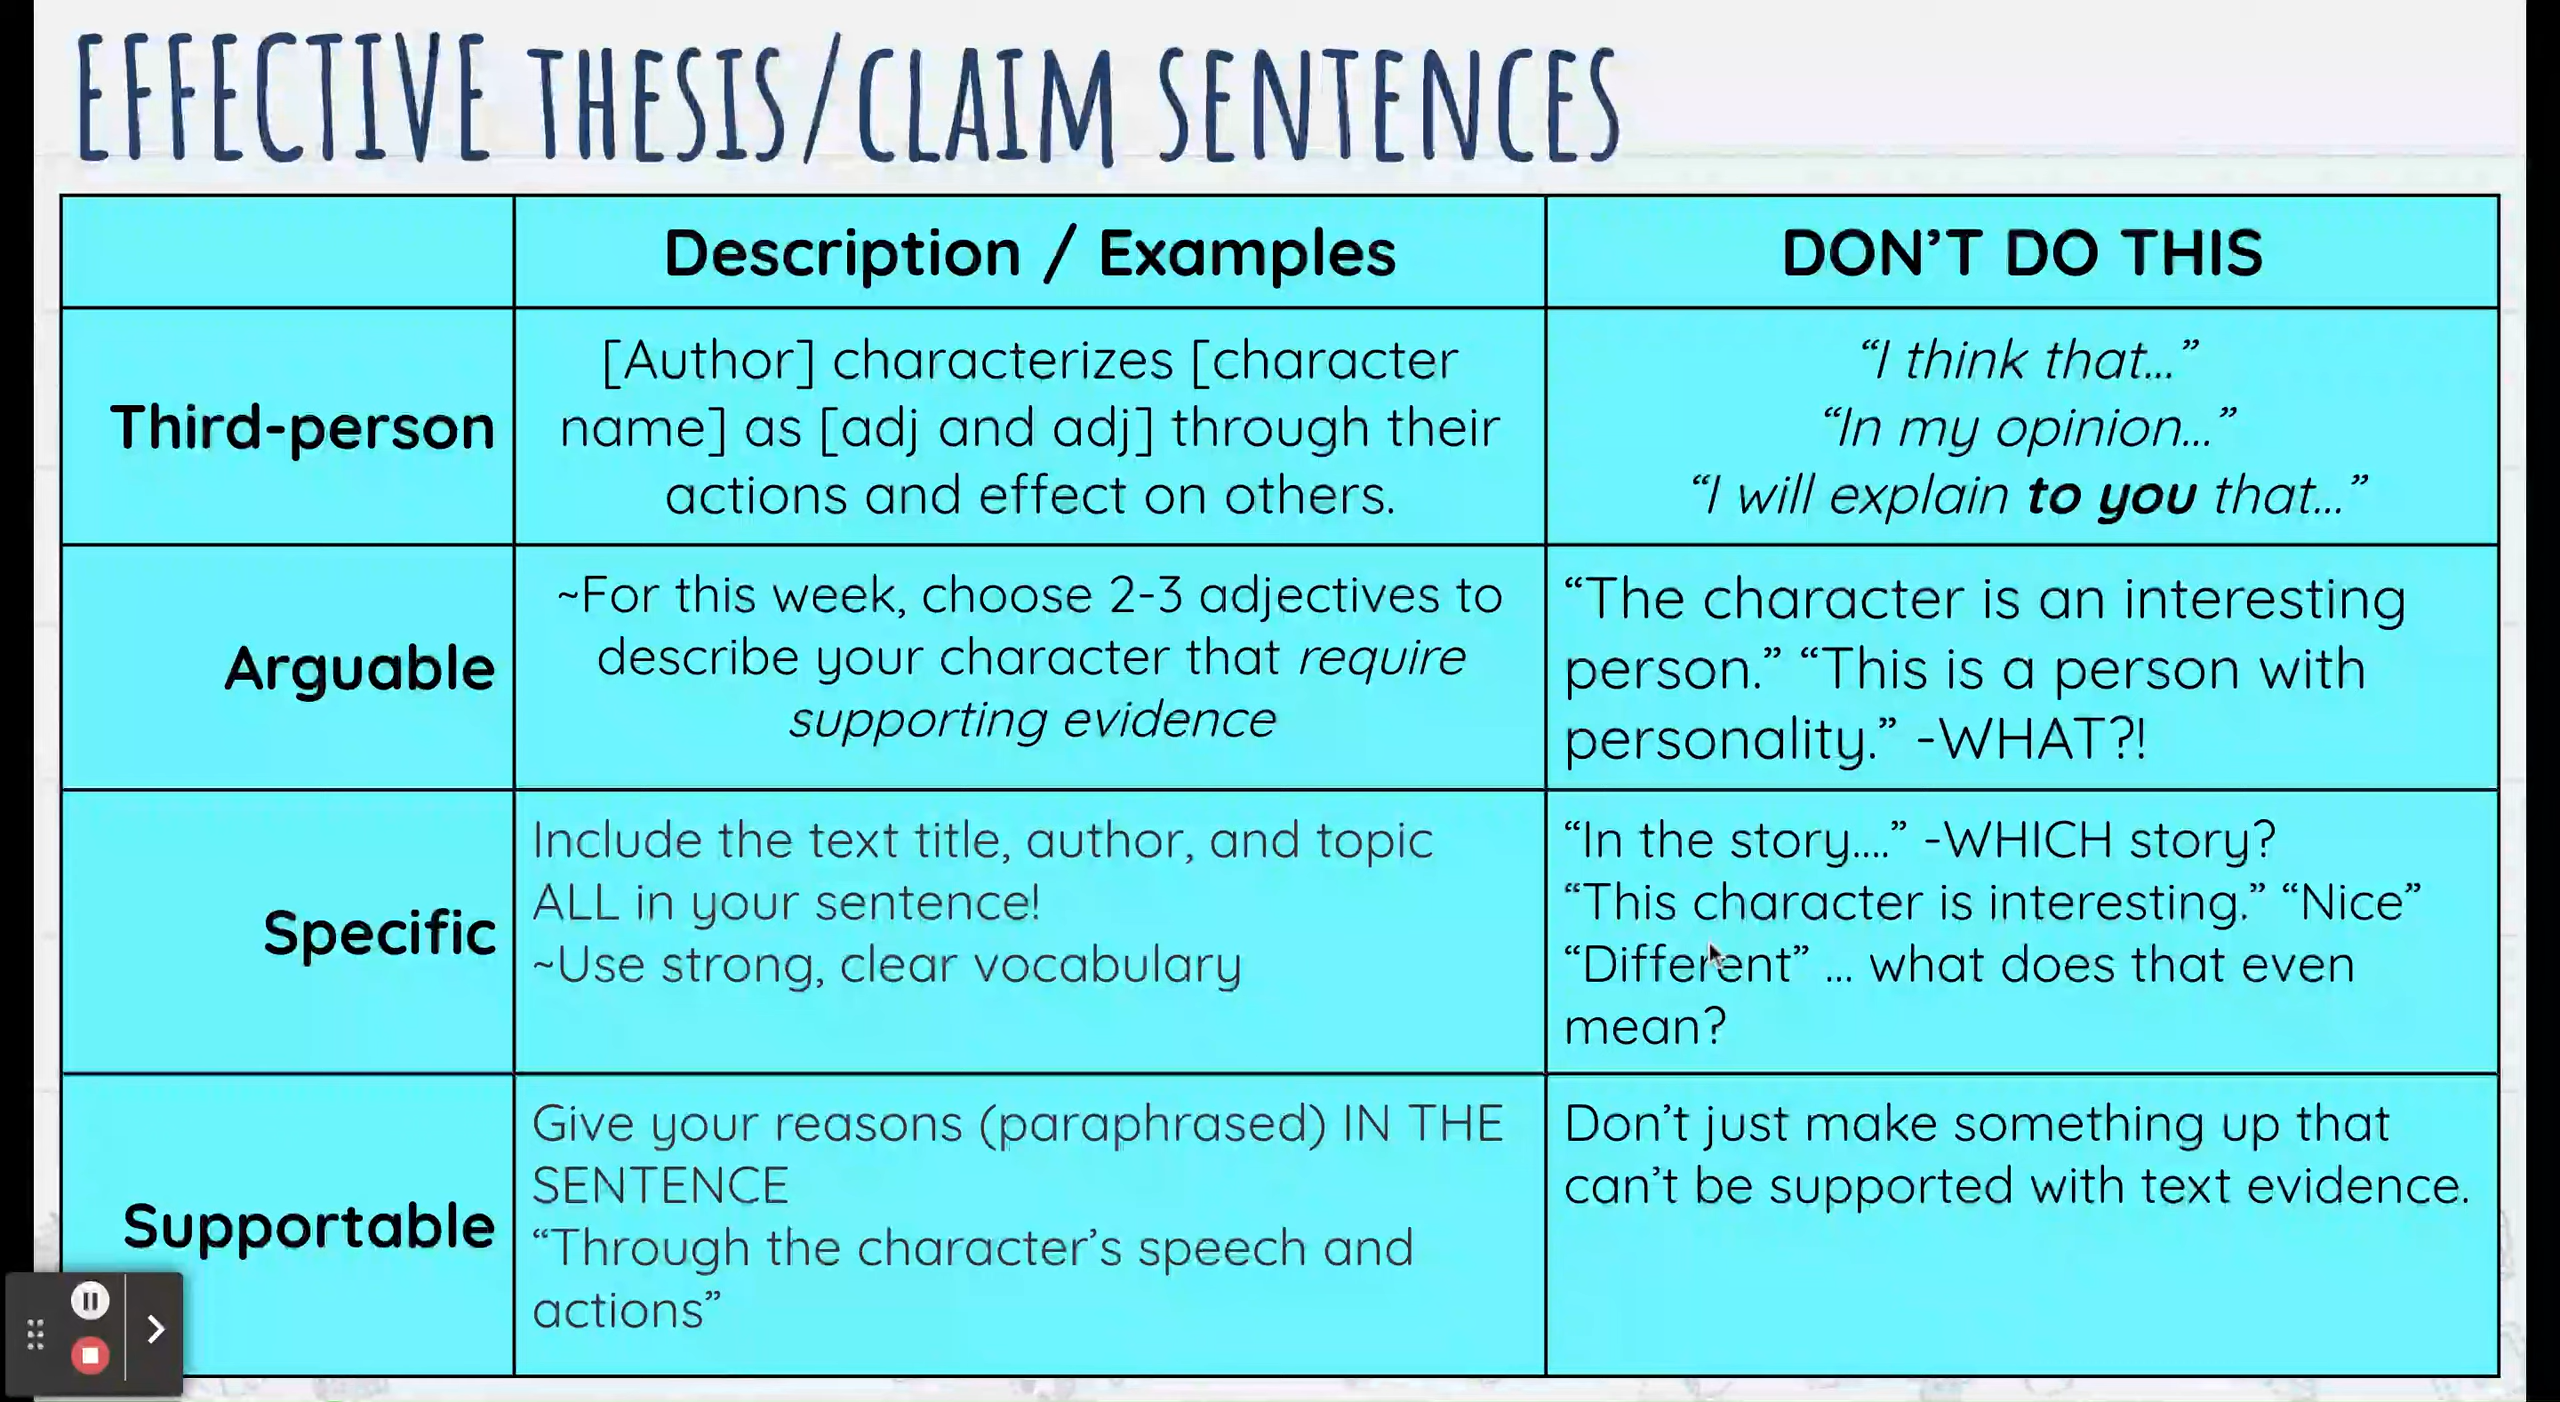 EFFECTIVE THESIS/CLAIM SENTENCES
Description / Examples
DON'T DO THIS
Third-person
[Author] characterizes [character
name] as [adj and adj] through their
actions and effect on others.
“I think that...”
“In my opinion...”
“I will explain to you that...”
Arguable
~For this week, choose 2-3 adjectives to
describe your character that require
supporting evidence
“The character is an interesting
person.” “This is a person with
personality.” -WHAT?!
Specific
Include the text title, author, and topic
ALL in your sentence!
~Use strong, clear vocabulary
“In the story....” -WHICH story?
“This character is interesting.” “Nice”
“Different” ... what does that even
mean?
Supportable
Give your reasons (paraphrased) IN THE
SENTENCE
“Through the character’s speech and
actions”
Don’t just make something up that
can’t be supported with text evidence.